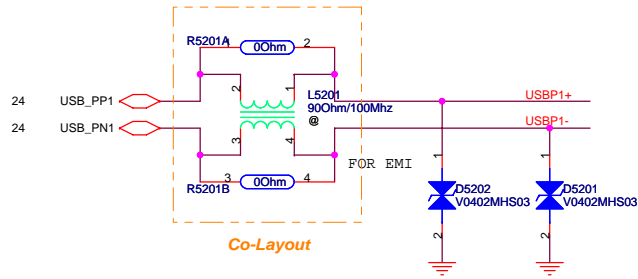 R5201A 1 2
0Ohm
2 1
L5201
90Ohm/100Mhz
@
24 USB_PP1
USBP1+
24 USB_PN1
USBP1-
3 4
FOR EMI
3 4
0Ohm
R5201B
1 1
D5202
V0402MHS03
D5201
V0402MHS03
2 2
Co-Layout